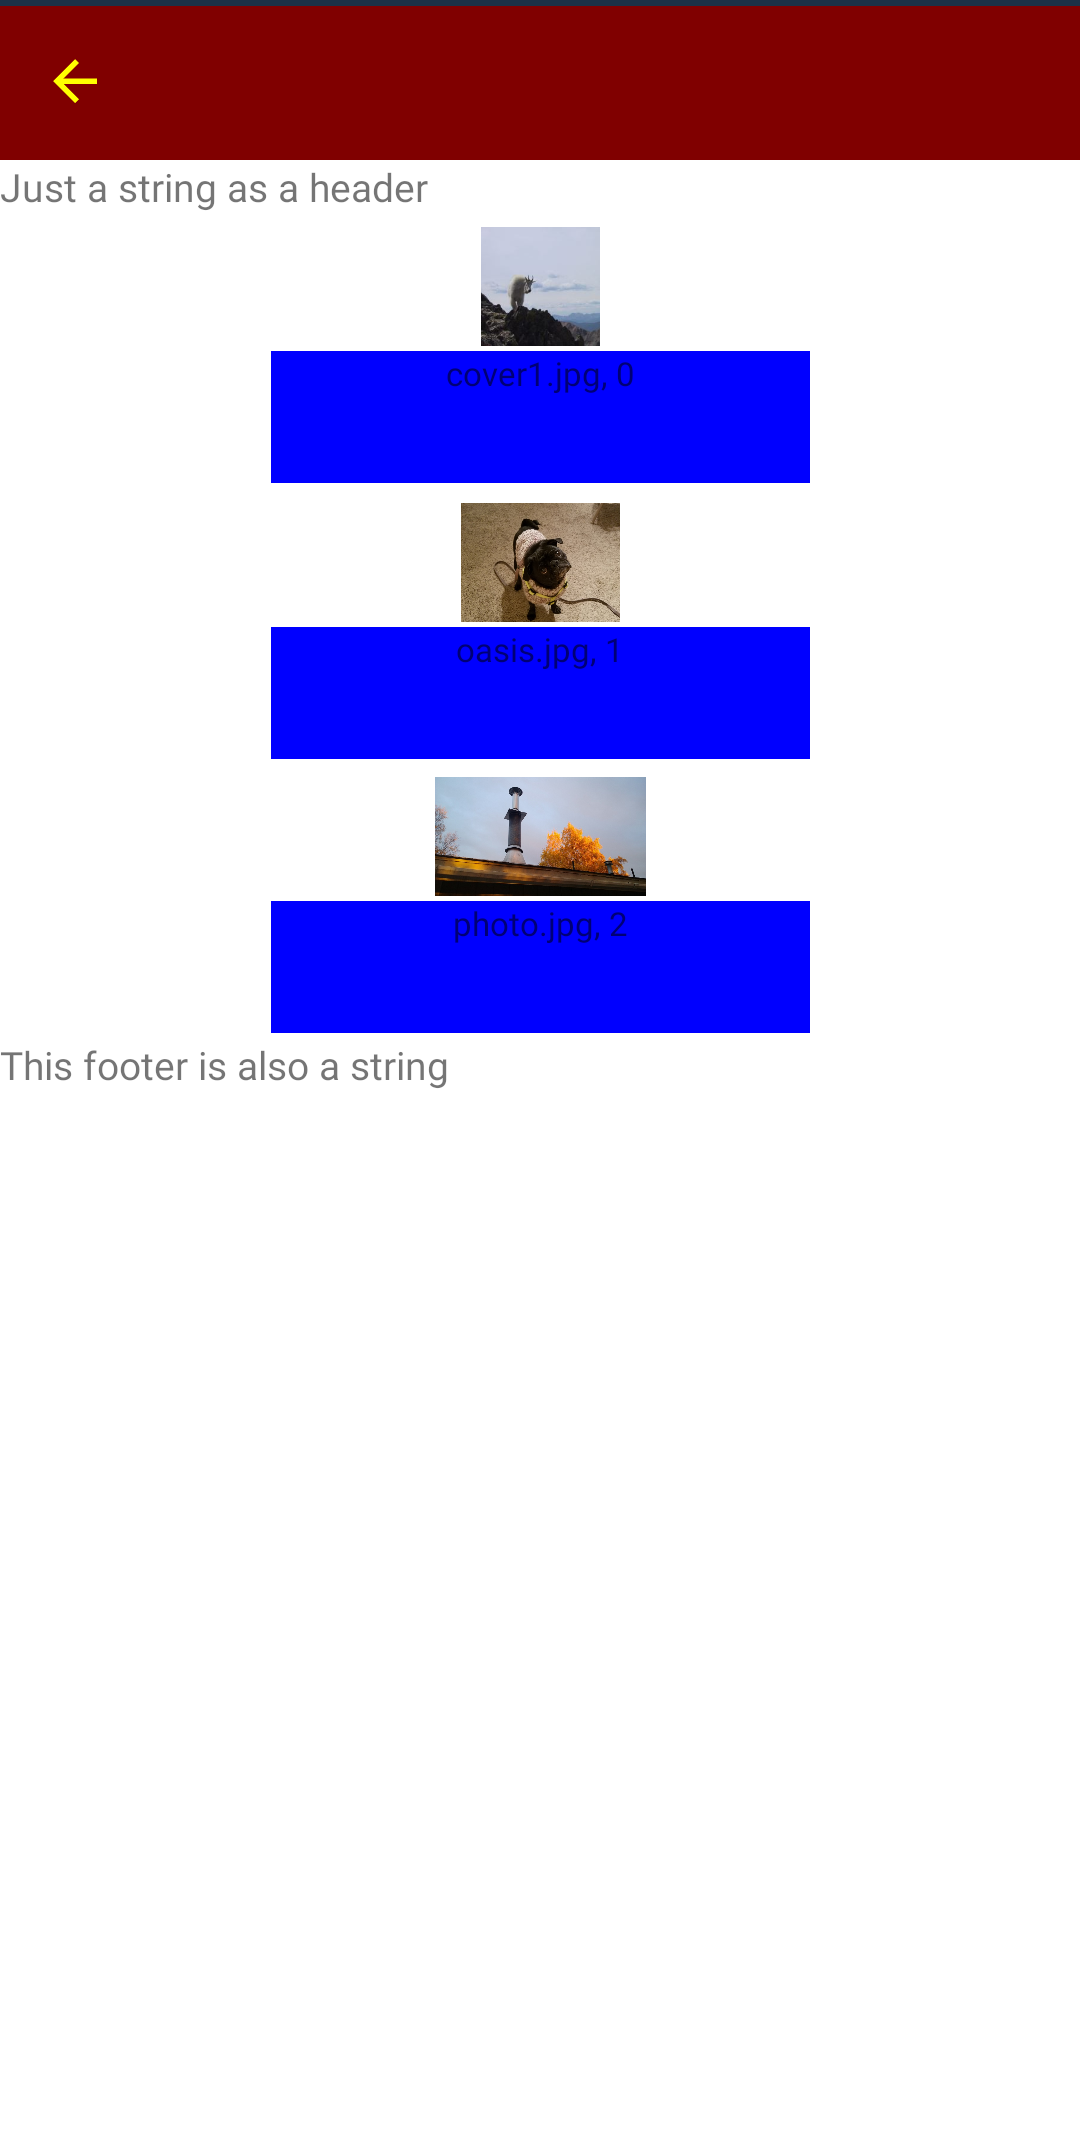 Just a string as a header
cover1.jpg, 0
oasis.jpg, 1
photo.jpg, 2
This footer is also a string